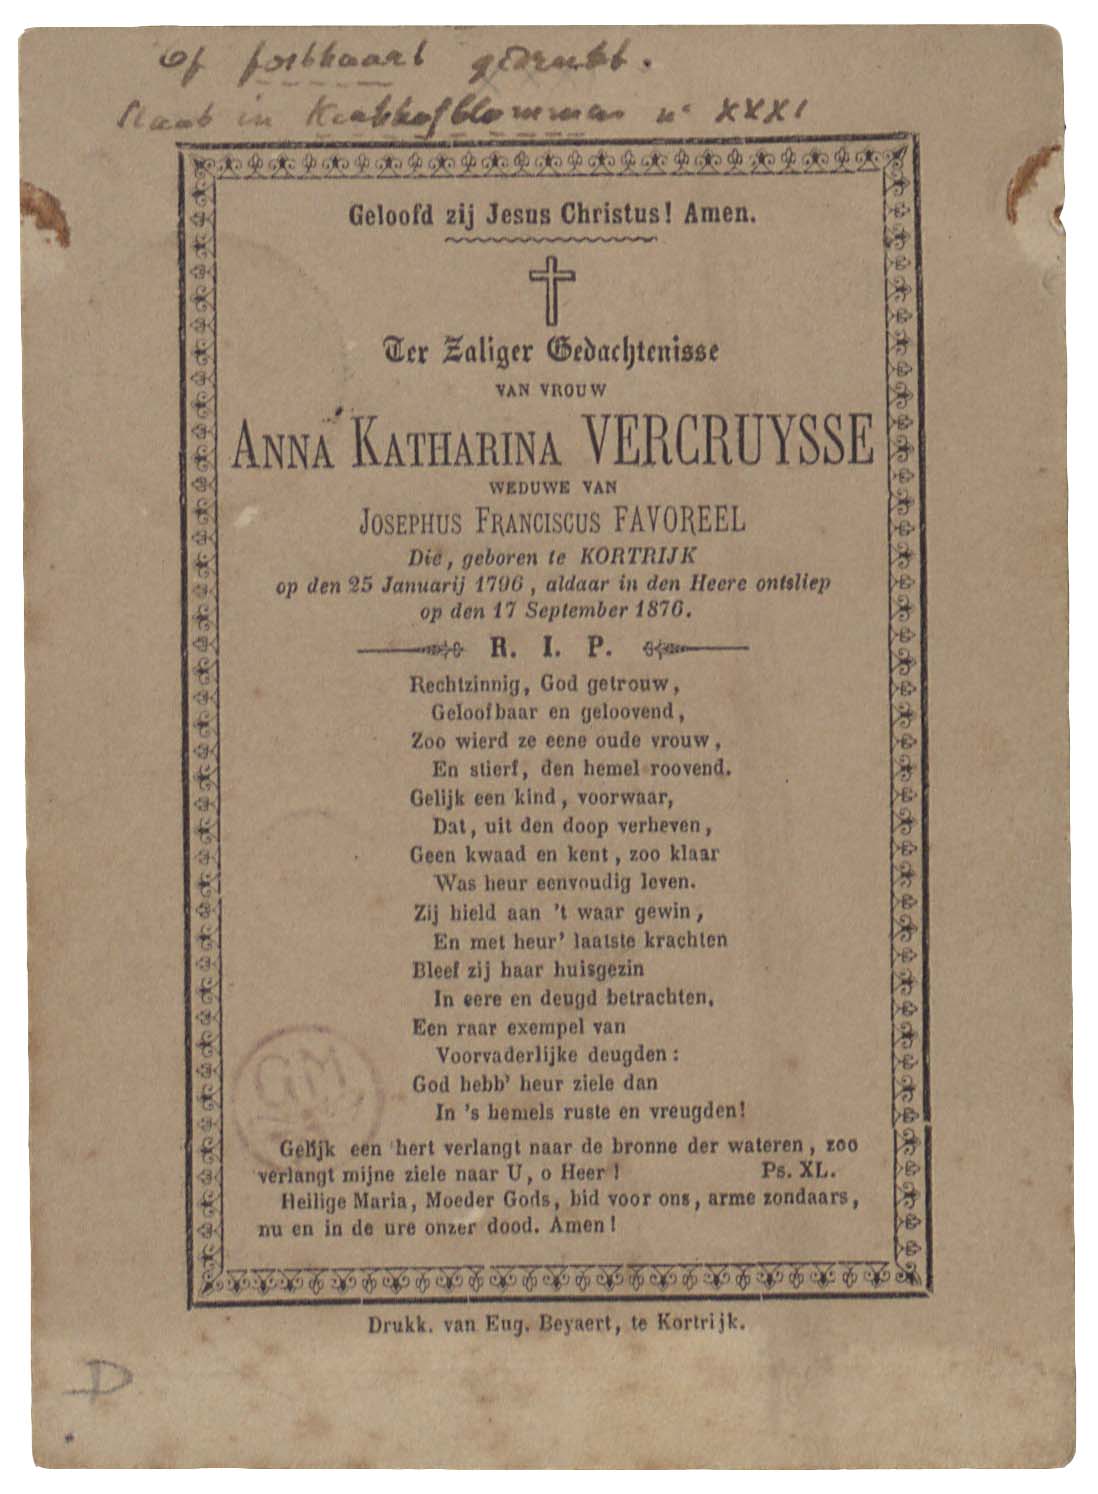 Op postkaart gedrukt.
Staat in Kerkhofblommen n° XXXI
Geloofd zij Jesus Christus! Amen.
Ter Zaliger Gedachtenisse
VAN VROUW
ANNA KATHARINA VERCRUYSSE
WEDUWE VAN
JOSEPHUS FRANCISCUS FAVOREEL
Die, geboren te KORTRIJK
op den 25 Januarij 1796, aldaar in den Heere ontsliep
op den 17 September 1876.
R. I. P.
Rechtzinnig, God getrouw,
Geloofbaar en geloovend,
Zoo wierd ze eene oude vrouw,
En stierf, den hemel roovend.
Gelijk een kind, voorwaar,
Dat, uit den doop verheven,
Geen kwaad en kent, zoo klaar
Was heur eenvoudig leven.
Zij hield aan 't waar gewin,
En met heur' laatste krachten
Bleef zij haar huisgezin
In eere en deugd betrachten,
Een raar exempel van
Voorvaderlijke deugden:
God hebb' heur ziele dan
In 's hemels ruste en vreugden!
Gelijk een hert verlangt naar de bronne der wateren, zoo
verlangt mijne ziele naar U, o Heer! Ps. XL.
Heilige Maria, Moeder Gods, bid voor ons, arme zondaars,
nu en in de ure onzer dood. Amen!
Drukk. van Eug. Beyaert, te Kortrijk.
D